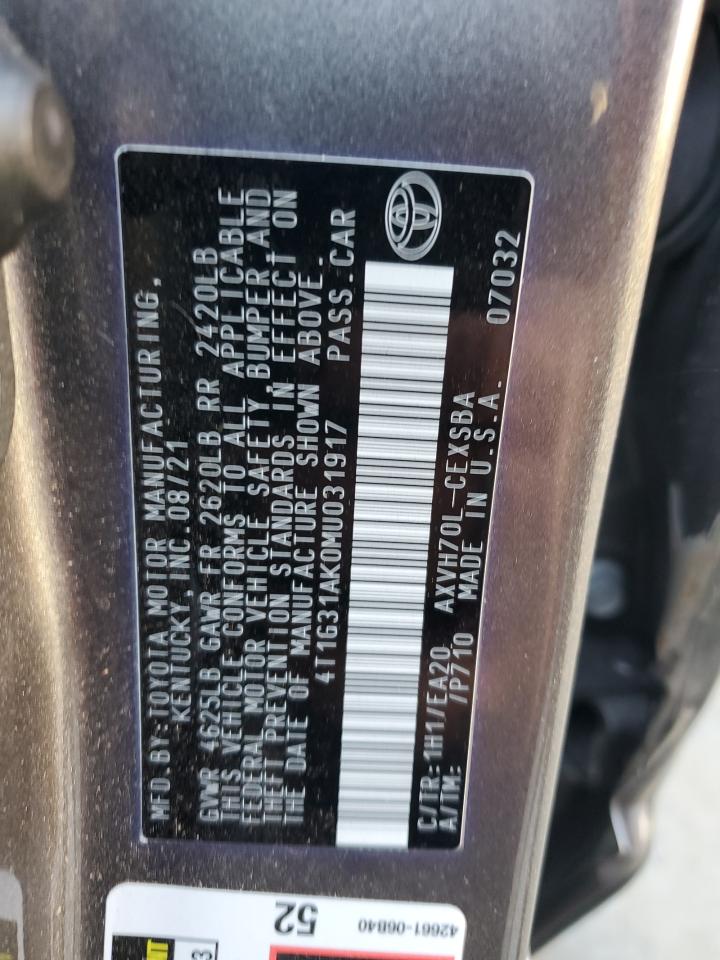 MFD.BY:TOYOTA MOTOR MANUFACTURING,
KENTUCKY,INC.08/21
GVWR 4625LB GAWR FR 2620LB RR 2420LB
THIS VEHICLE CONFORMS TO ALL APPLICABLE
FEDERAL MOTOR VEHICLE SAFETY,BUMPER,AND
THEFT PREVENTION STANDARDS IN EFFECT ON
THE DATE OF MANUFACTURE SHOWN ABOVE.
4T1G31AK0MU031917 PASS.CAR
C/TR:1H1/EA20 AXVH70L-CEXSBA
A/TM: /P710 MADE IN U.S.A. 07032
52
42661-06B40